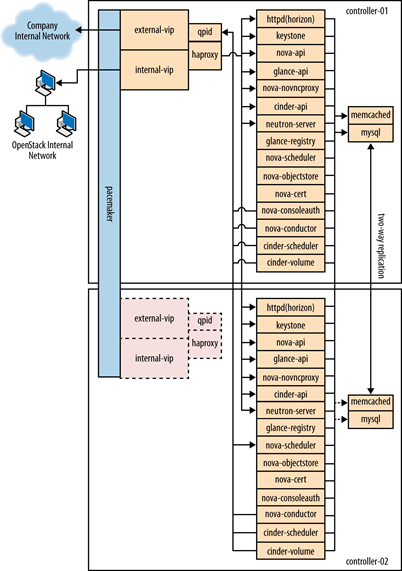 controller-01
Company
Internal Network
OpenStack Internal
Network
pacemaker
external-vip
internal-vip
qpid
haproxy
httpd(horizon)
keystone
nova-api
glance-api
nova-novncproxy
cinder-api
neutron-server
glance-registry
nova-scheduler
nova-objectstore
nova-cert
nova-consoleauth
nova-conductor
cinder-scheduler
cinder-volume
memcached
mysql
two-way replication
external-vip
internal-vip
qpid
haproxy
httpd(horizon)
keystone
nova-api
glance-api
nova-novncproxy
cinder-api
neutron-server
glance-registry
nova-scheduler
nova-objectstore
nova-cert
nova-consoleauth
nova-conductor
cinder-scheduler
cinder-volume
memcached
mysql
controller-02